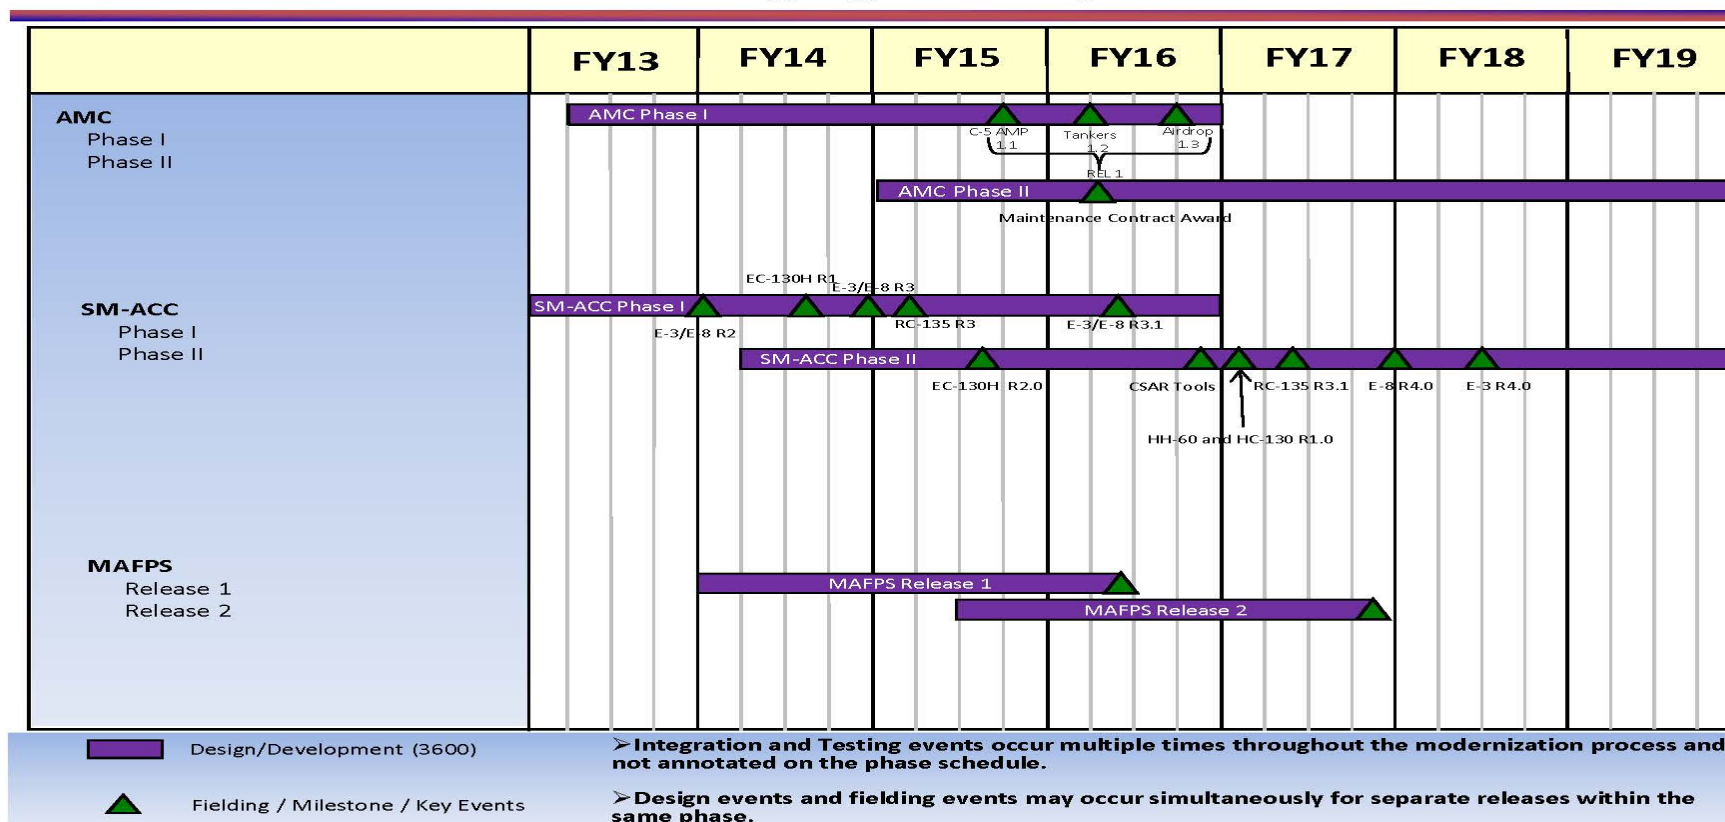 FY13 FY14 FY15 FY16 FY17 FY18 FY19
AMC
Phase I
Phase II
AMC Phase I
C-5 AMP
1.1
Tankers
1.2
Airdrop
1.3
REL 1
AMC Phase II
Maintenance Contract Award
SM-ACC
Phase I
Phase II
EC-130H R1
E-3/E-8 R3
SM-ACC Phase I
E-3/E-8 R2
RC-135 R3
E-3/E-8 R3.1
SM-ACC Phase II
EC-130H R2.0
CSAR Tools
RC-135 R3.1
E-8 R4.0
E-3 R4.0
HH-60 and HC-130 R1.0
MAFPS
Release 1
Release 2
MAFPS Release 1
MAFPS Release 2
Design/Development (3600)
Fielding / Milestone / Key Events
➢Integration and Testing events occur multiple times throughout the modernization process and
not annotated on the phase schedule.
➢Design events and fielding events may occur simultaneously for separate releases within the
same phase.